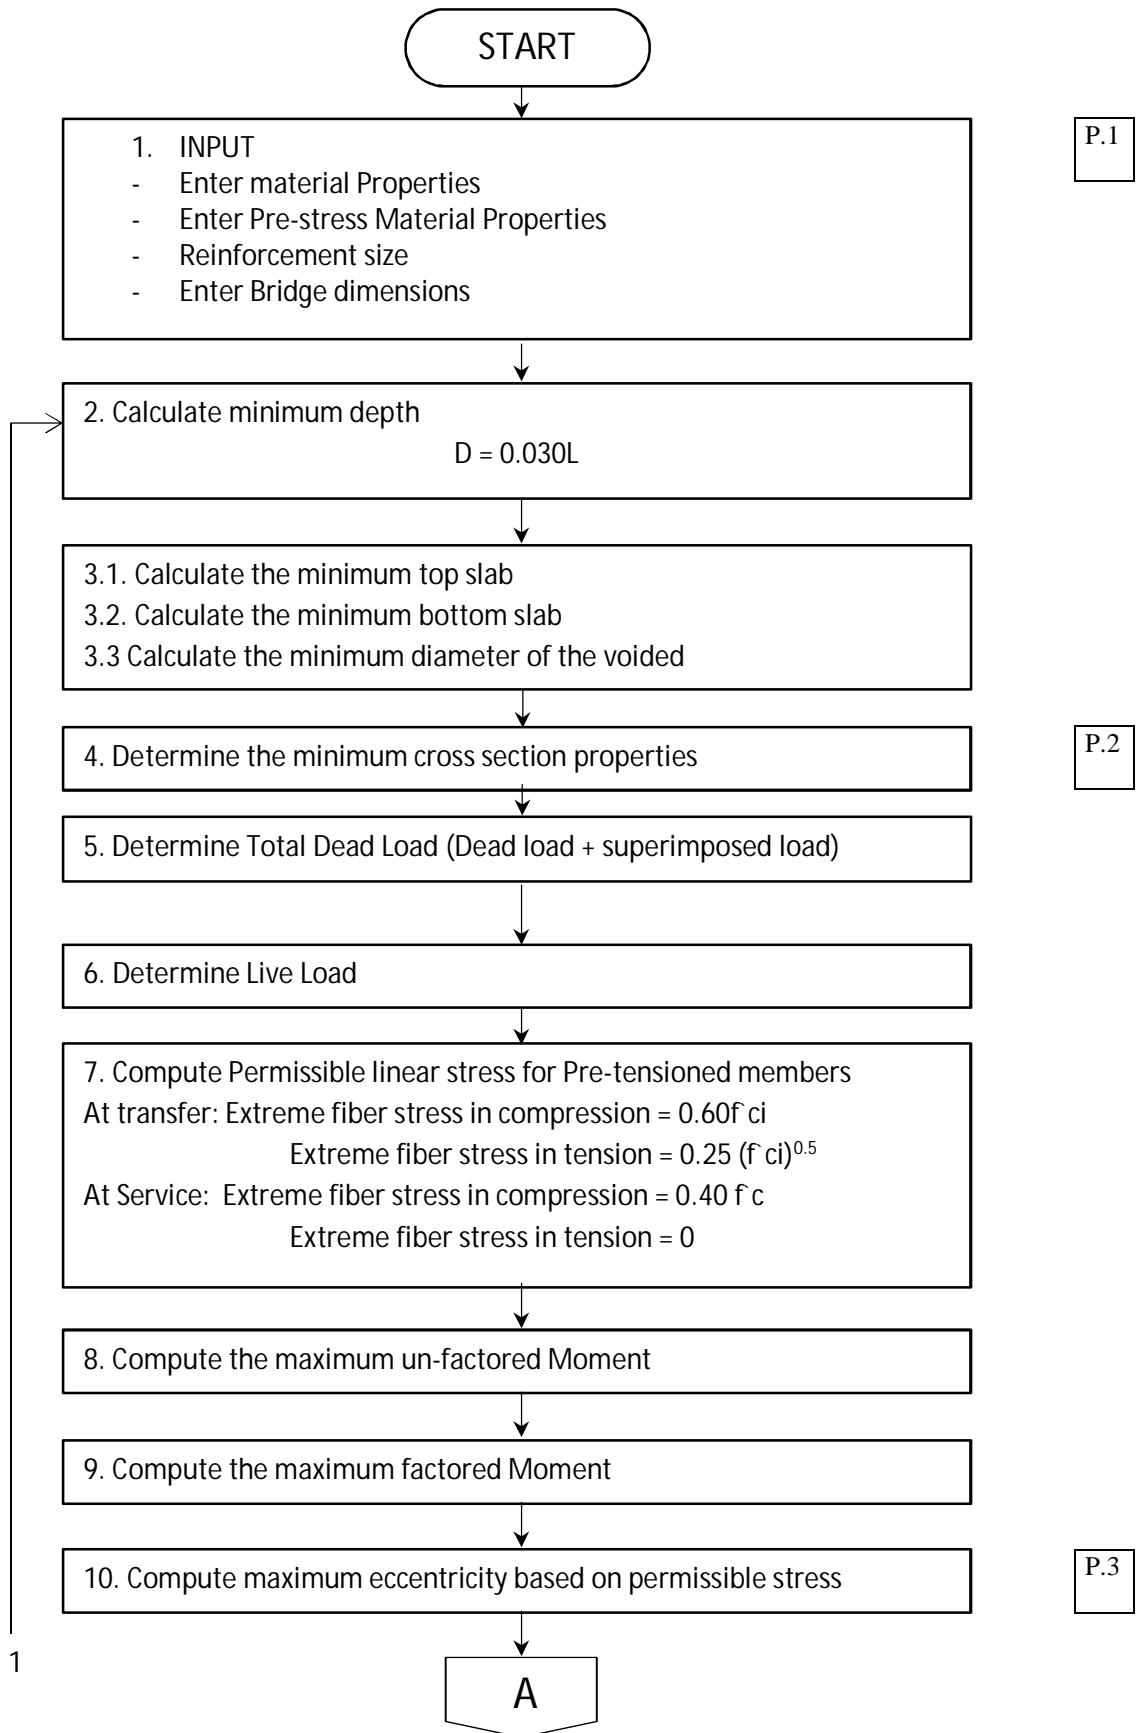 START
P.1
1. INPUT
- Enter material Properties
- Enter Pre-stress Material Properties
- Reinforcement size
- Enter Bridge dimensions
2. Calculate minimum depth
D = 0.030L
3.1. Calculate the minimum top slab
3.2. Calculate the minimum bottom slab
3.3 Calculate the minimum diameter of the voided
4. Determine the minimum cross section properties
P.2
5. Determine Total Dead Load (Dead load + superimposed load)
6. Determine Live Load
7. Compute Permissible linear stress for Pre-tensioned members
At transfer: Extreme fiber stress in compression = 0.60f`ci
Extreme fiber stress in tension = 0.25 (f`ci)^0.5
At Service: Extreme fiber stress in compression = 0.40 f`c
Extreme fiber stress in tension = 0
8. Compute the maximum un-factored Moment
9. Compute the maximum factored Moment
10. Compute maximum eccentricity based on permissible stress
P.3
1
A